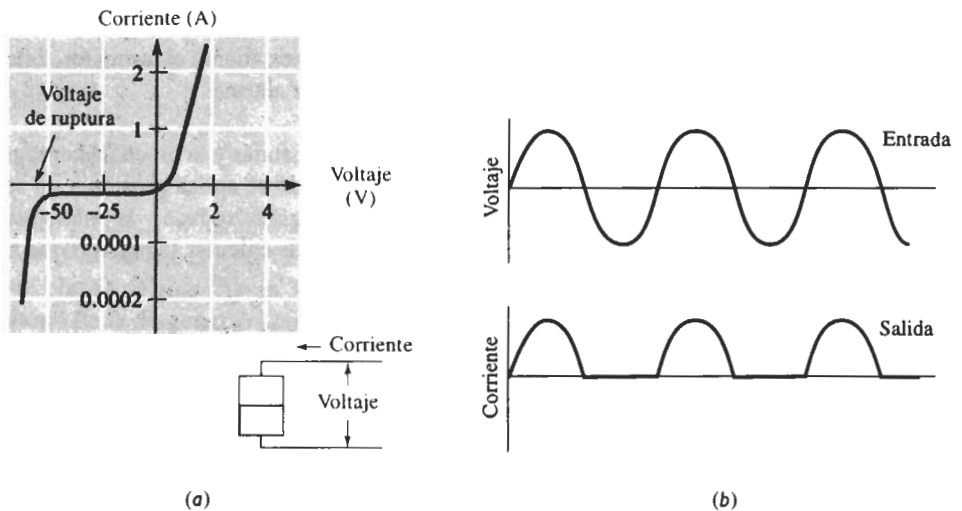 Corriente (A)
2
Voltaje
de ruptura
1
Voltaje
(V)
−50
−25
2
4
0.0001
0.0002
Corriente
Voltaje
(a)
Voltaje
Entrada
Corriente
Salida
(b)